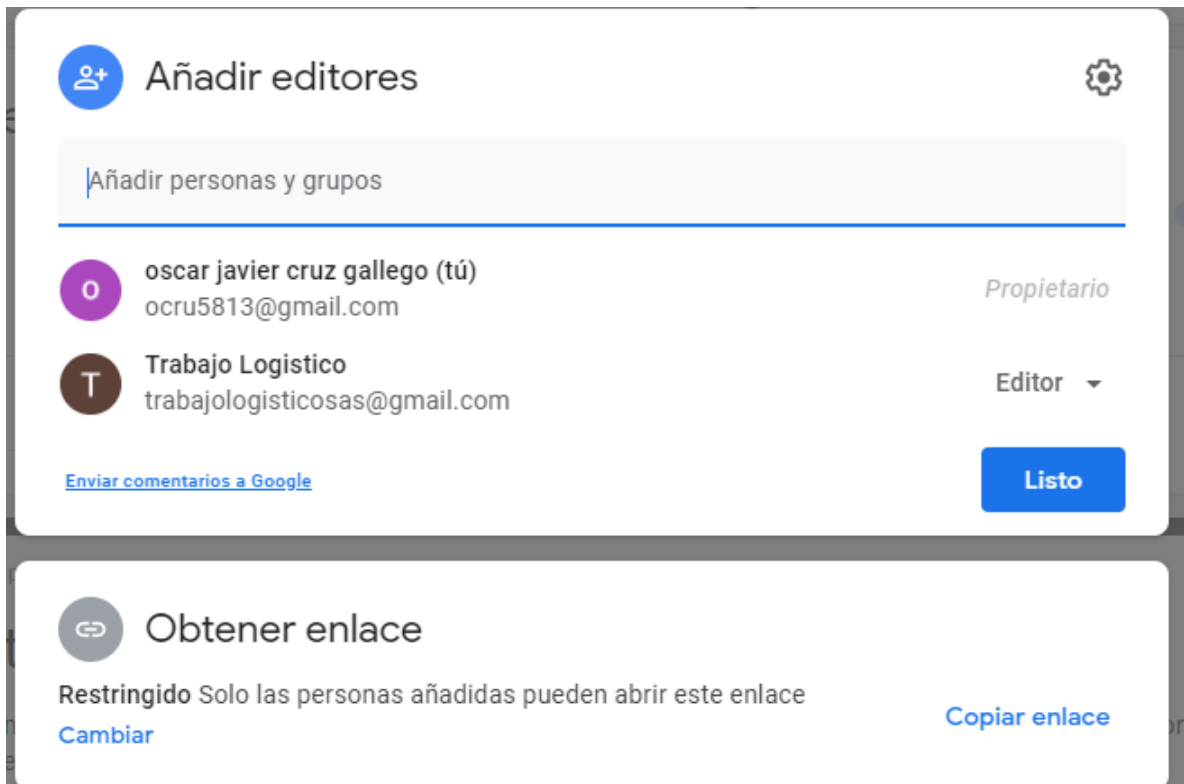 Añadir editores
Añadir personas y grupos
O
oscar javier cruz gallego (tú)
ocru5813@gmail.com
Propietario
T
Trabajo Logistico
trabajologisticosas@gmail.com
Editor
Enviar comentarios a Google
Listo
Obtener enlace
Restringido Solo las personas añadidas pueden abrir este enlace
Cambiar
Copiar enlace